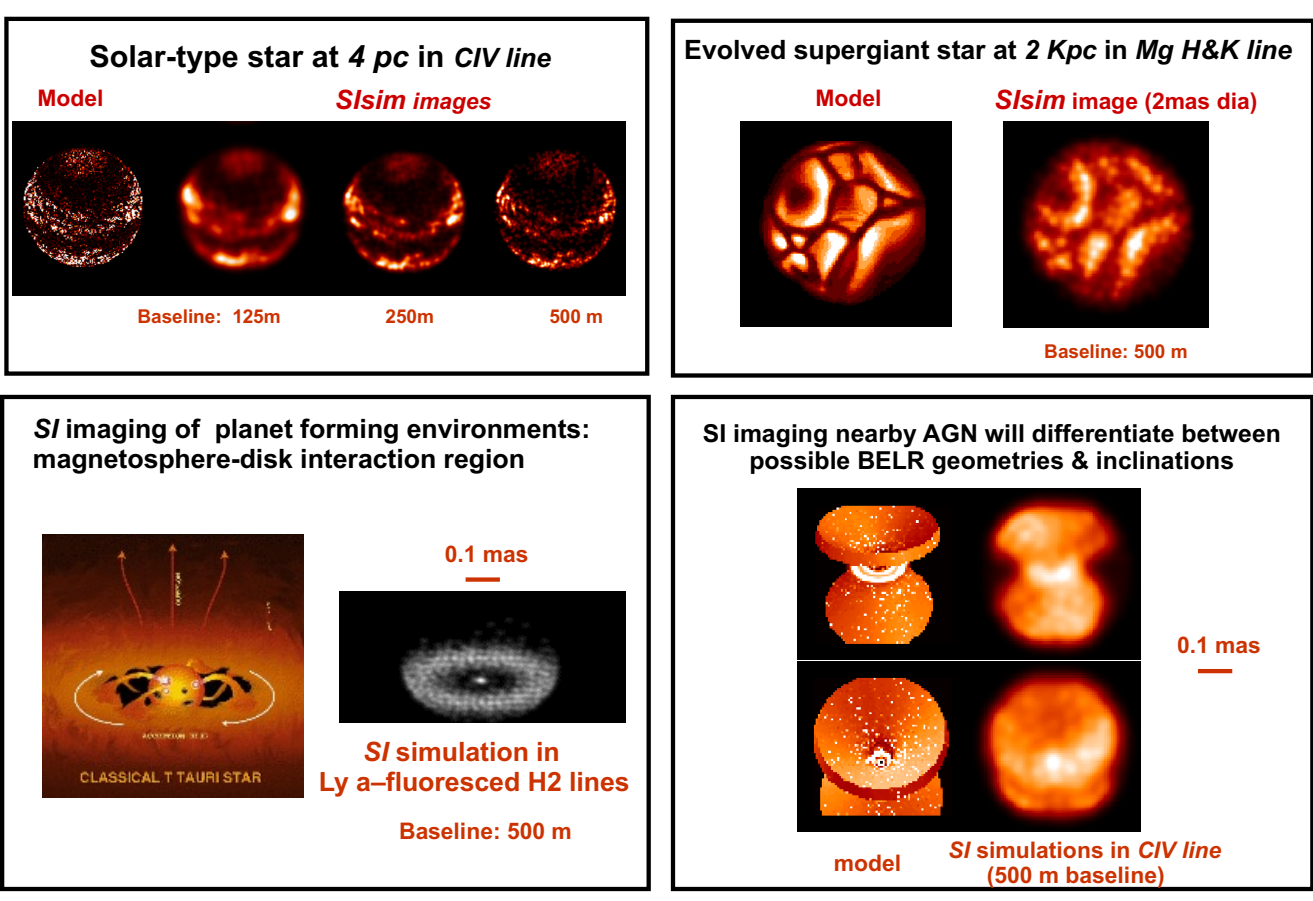 Solar-type star at 4 pc in CIV line
Model
SIsim images
Baseline: 125m
250m
500 m
Evolved supergiant star at 2 Kpc in Mg H&K line
Model
SIsim image (2mas dia)
Baseline: 500 m
SI imaging of planet forming environments:
magnetosphere-disk interaction region
CLASSICAL T TAURI STAR
0.1 mas
SI simulation in
Ly a–fluoresced H2 lines
Baseline: 500 m
SI imaging nearby AGN will differentiate between
possible BELR geometries & inclinations
0.1 mas
model
SI simulations in CIV line
(500 m baseline)